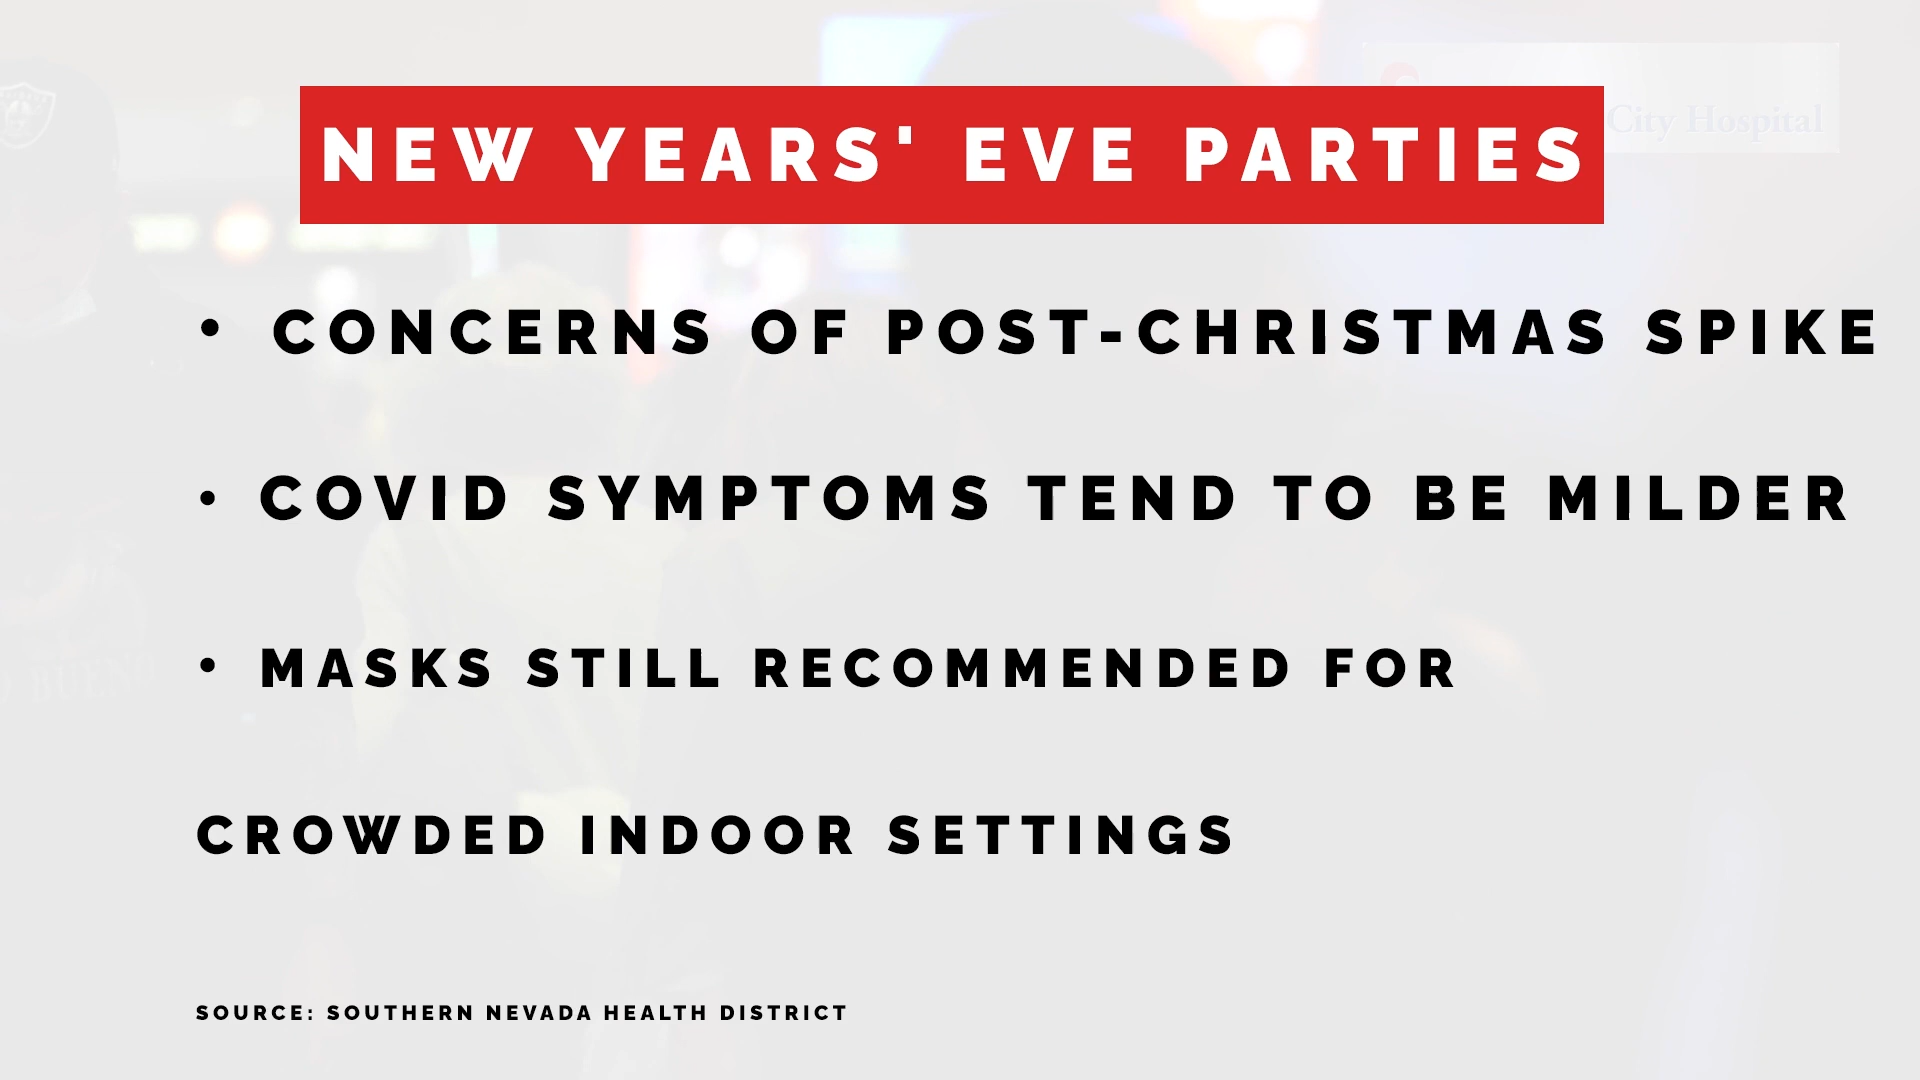 City Hospital
NEW YEARS' EVE PARTIES
• CONCERNS OF POST-CHRISTMAS SPIKE
• COVID SYMPTOMS TEND TO BE MILDER
• MASKS STILL RECOMMENDED FOR
BUENO
CROWDED INDOOR SETTINGS
SOURCE: SOUTHERN NEVADA HEALTH DISTRICT